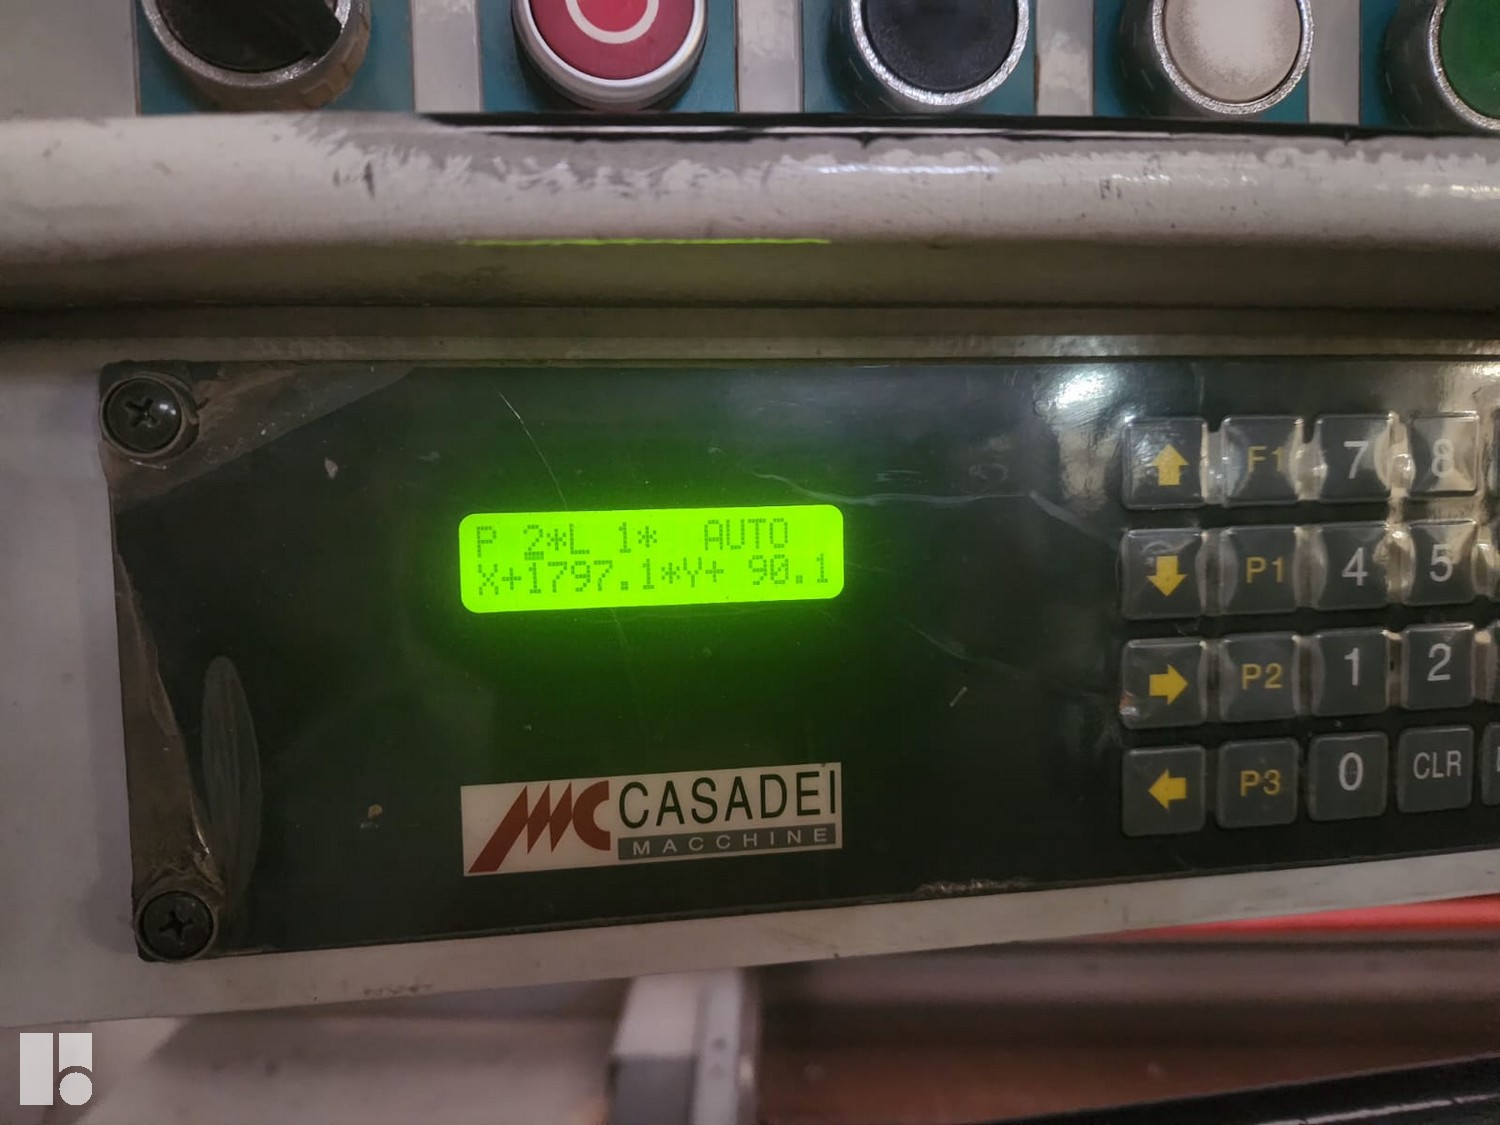 P 2*L 1* AUTO
X+1797.1*Y+ 90.1
F1 7 8
P1 4 5
P2 1 2
P3 0 CLR
CASADEI
MACCHINE